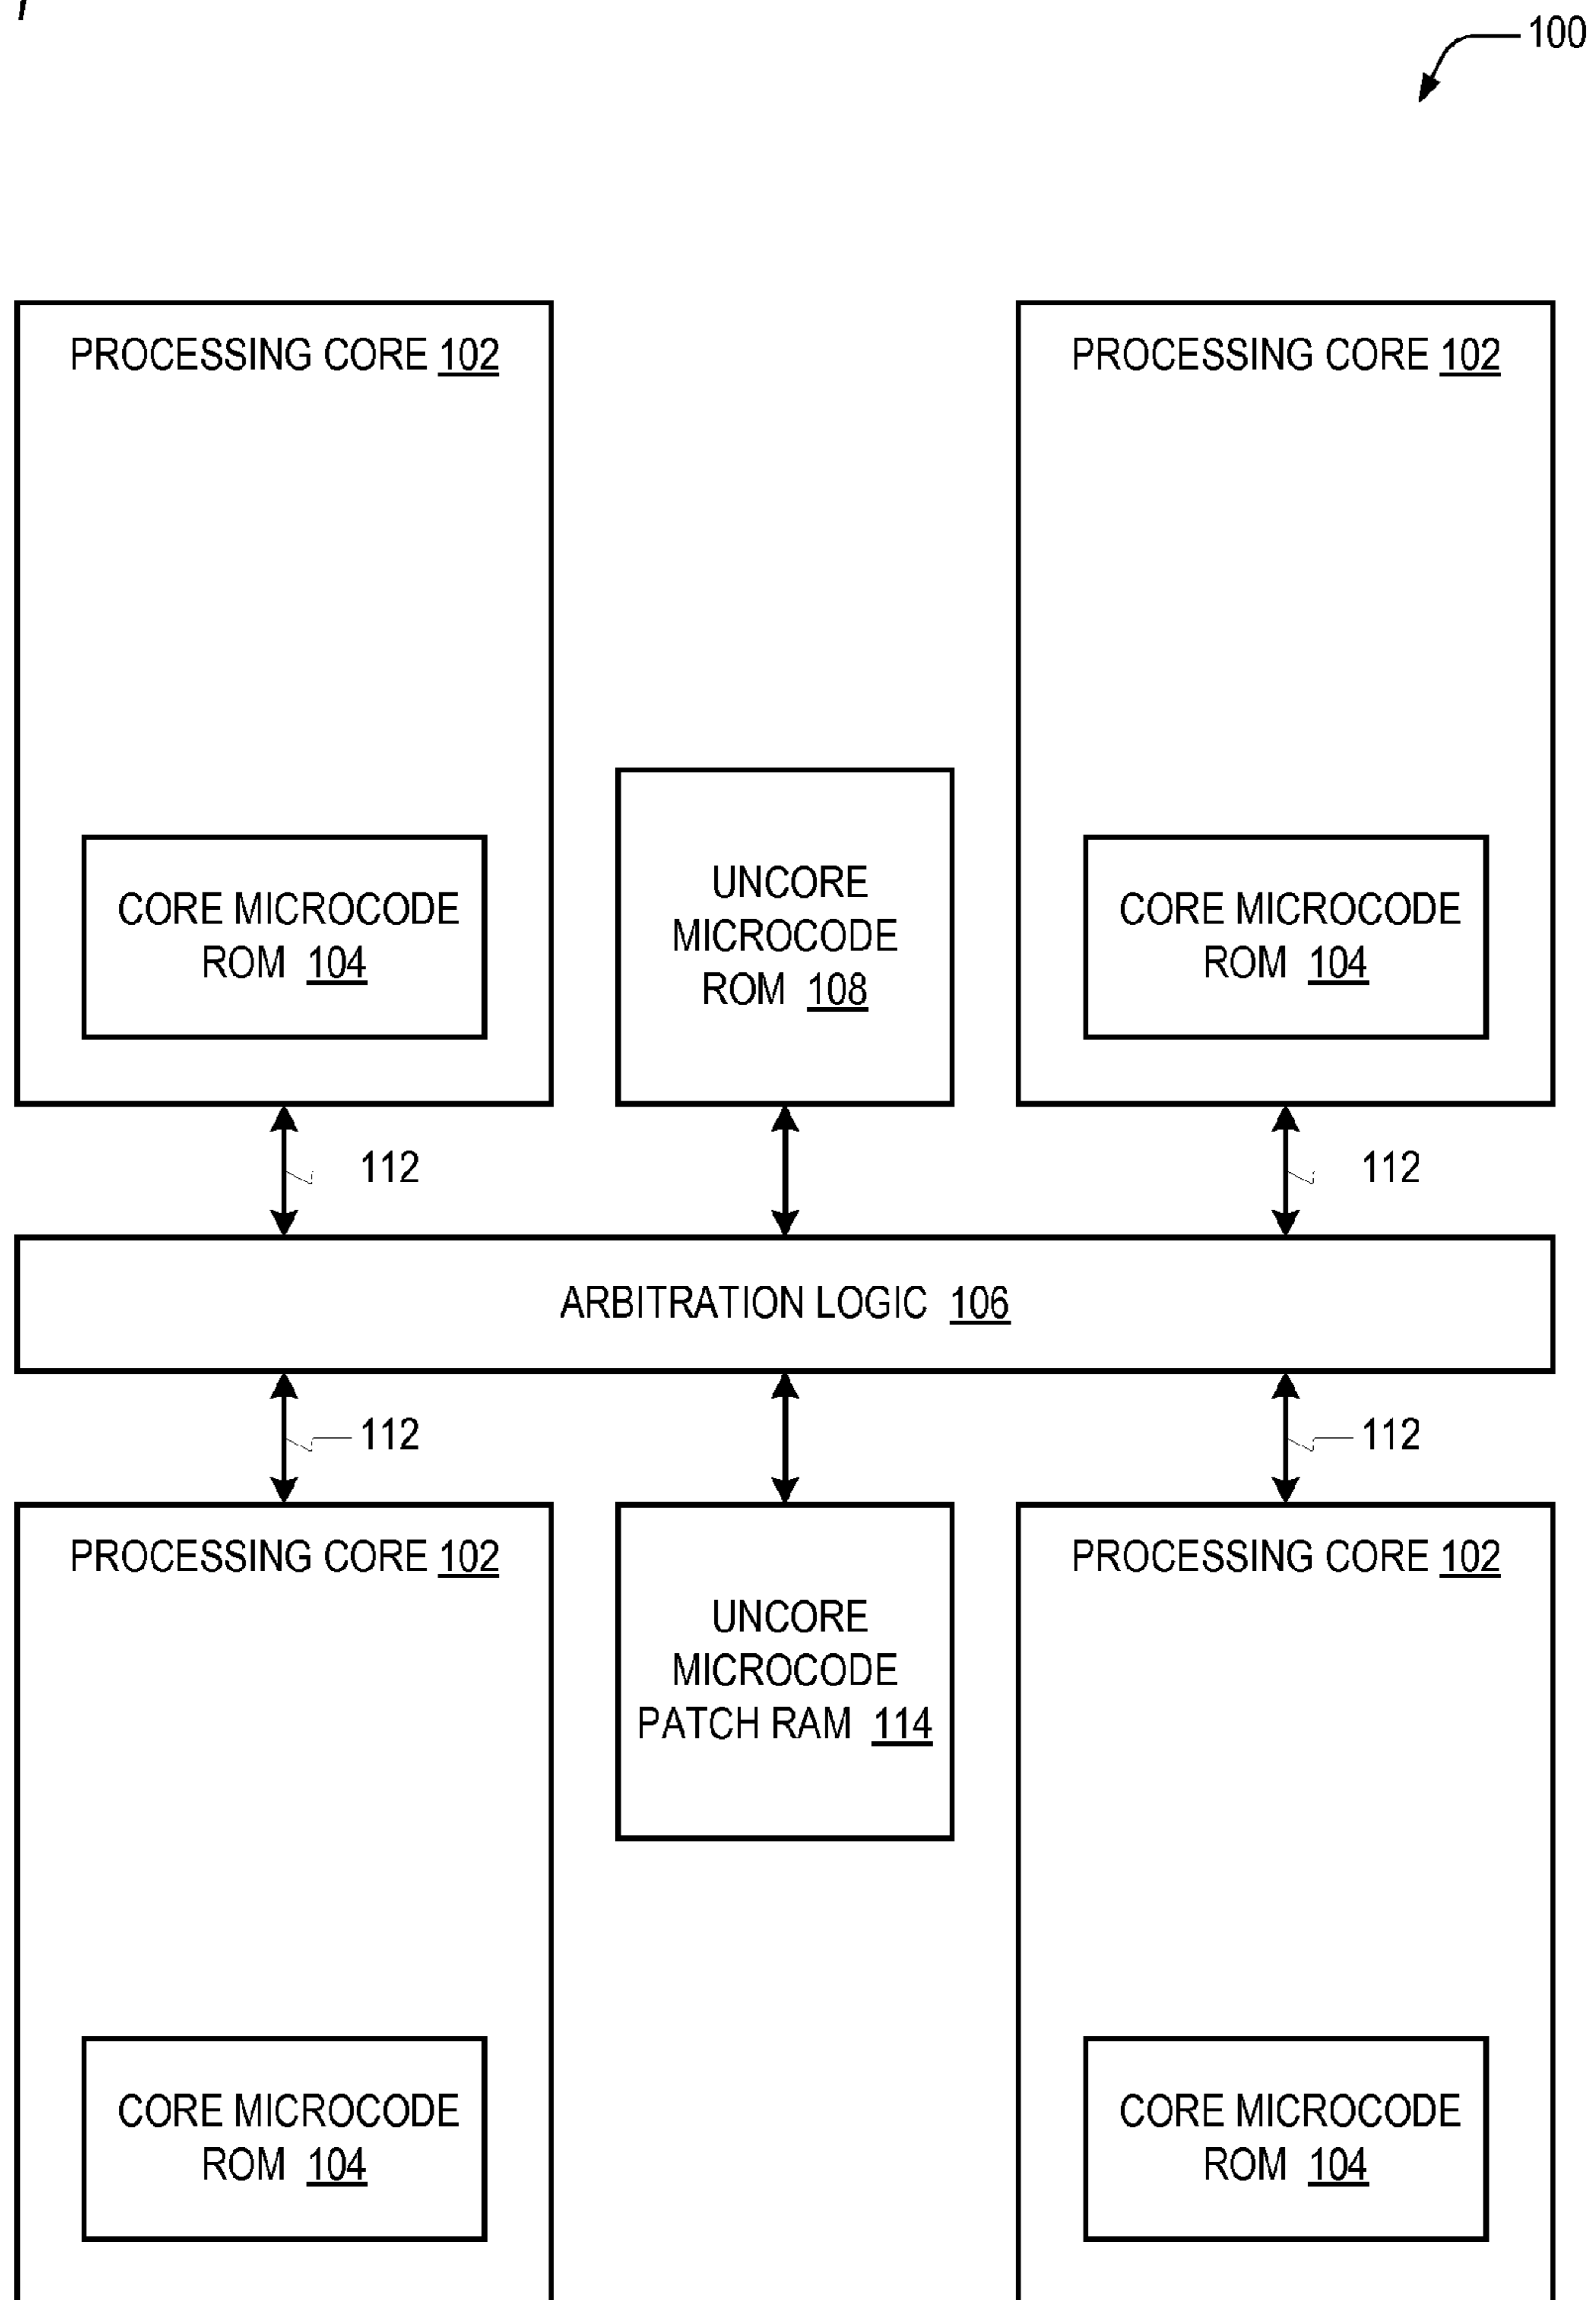 100
PROCESSING CORE 102
PROCESSING CORE 102
CORE MICROCODE
ROM 104
UNCORE
MICROCODE
ROM 108
CORE MICROCODE
ROM 104
112
112
ARBITRATION LOGIC 106
112
112
PROCESSING CORE 102
UNCORE
MICROCODE
PATCH RAM 114
PROCESSING CORE 102
CORE MICROCODE
ROM 104
CORE MICROCODE
ROM 104